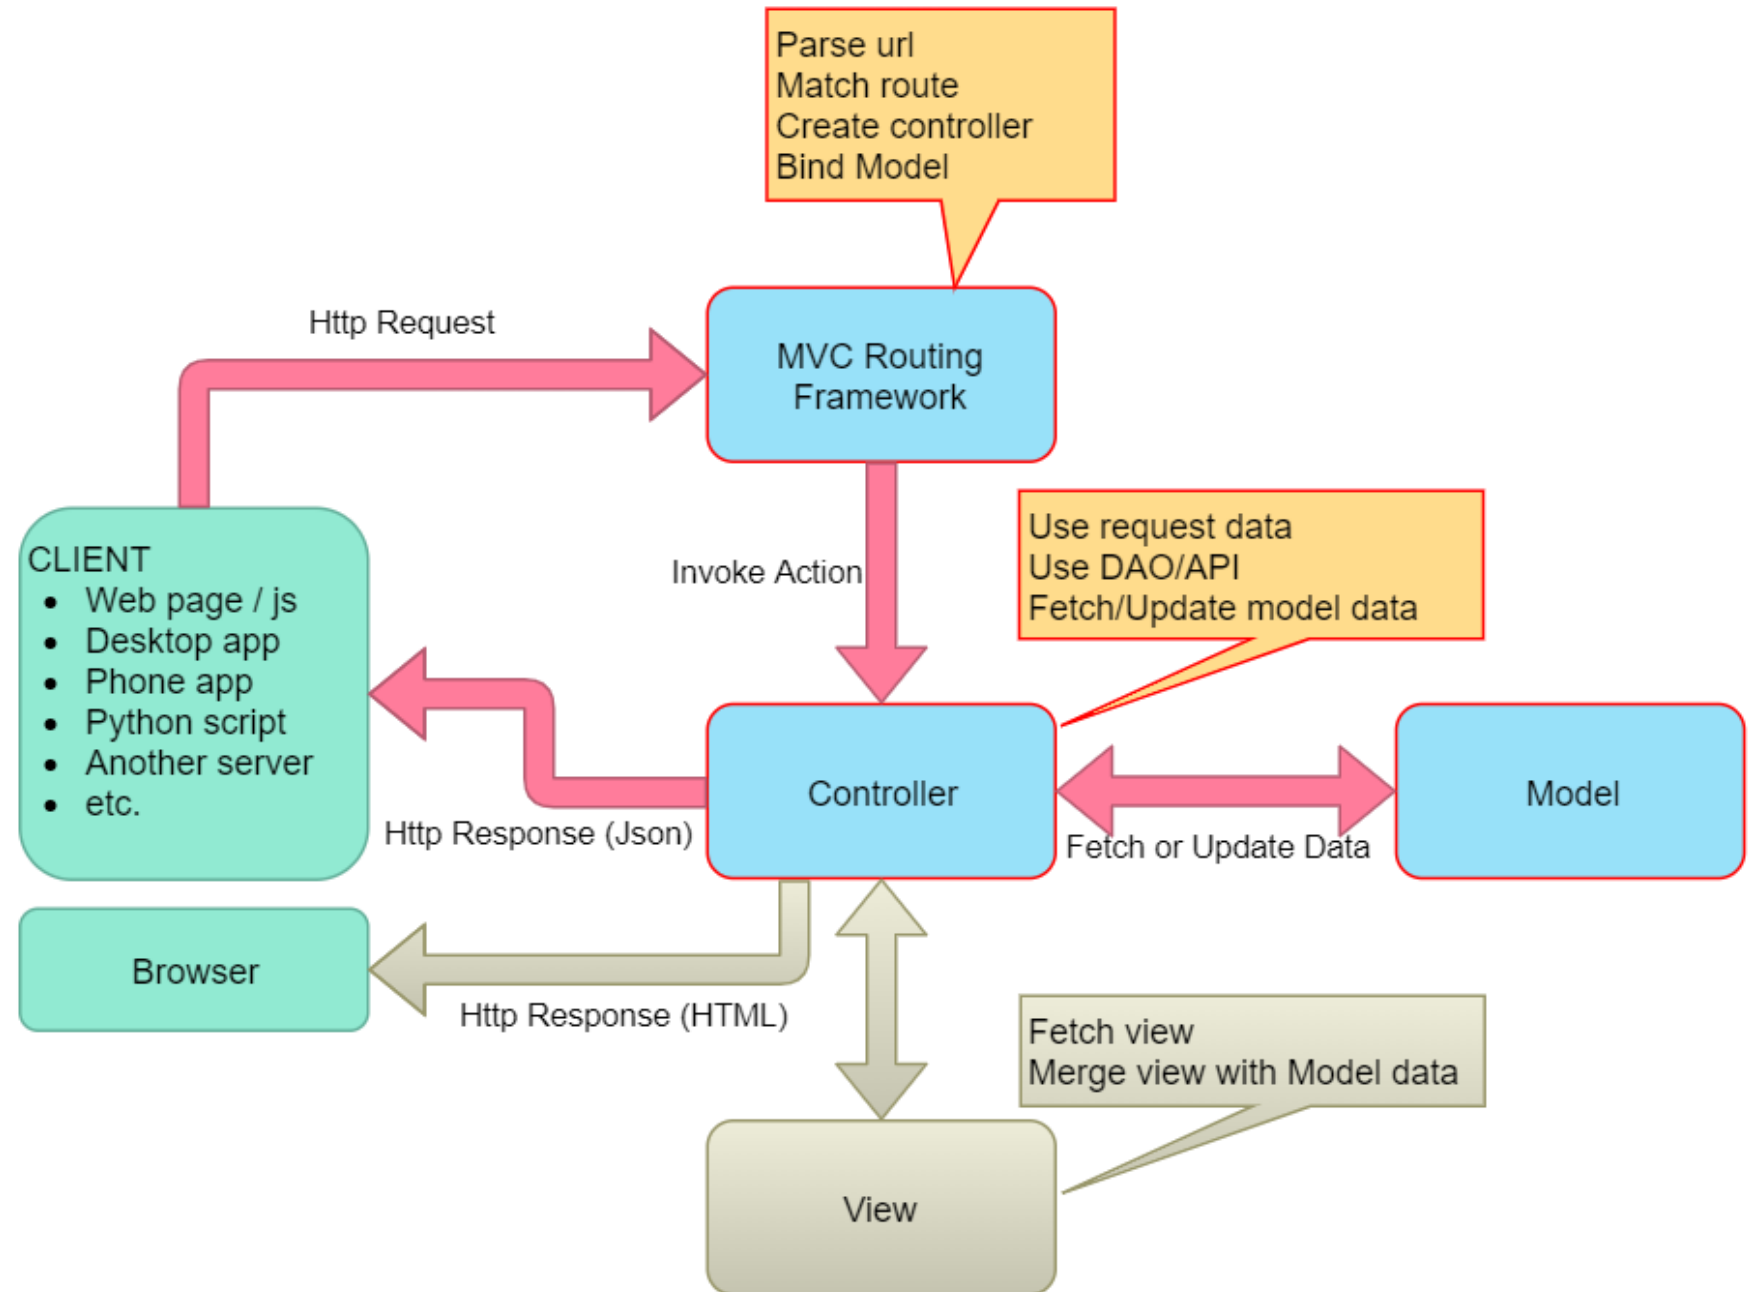 Parse url
Match route
Create controller
Bind Model
Http Request
MVC Routing
Framework
Invoke Action
Use request data
Use DAO/API
Fetch/Update model data
CLIENT
• Web page / js
• Desktop app
• Phone app
• Python script
• Another server
• etc.
Controller
Model
Http Response (Json)
Fetch or Update Data
Browser
Http Response (HTML)
Fetch view
Merge view with Model data
View